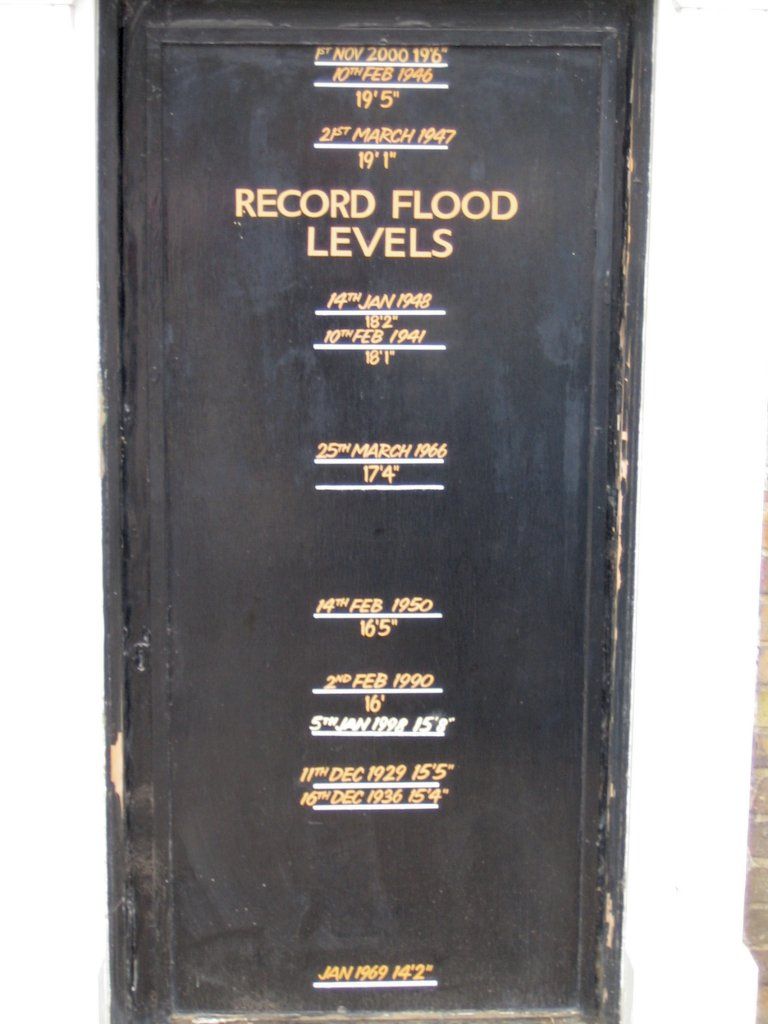 1ST NOV 2000 19'6"
10TH FEB 1946
19'5"
21ST MARCH 1947
19'1"
RECORD FLOOD
LEVELS
14TH JAN 1948
18'2"
10TH FEB 1941
18'1"
25TH MARCH 1966
17'4"
14TH FEB 1950
16'5"
2ND FEB 1990
16'
5TH JAN 1998 15'8"
11TH DEC 1929 15'5"
16TH DEC 1936 15'4"
JAN 1969 14'2"